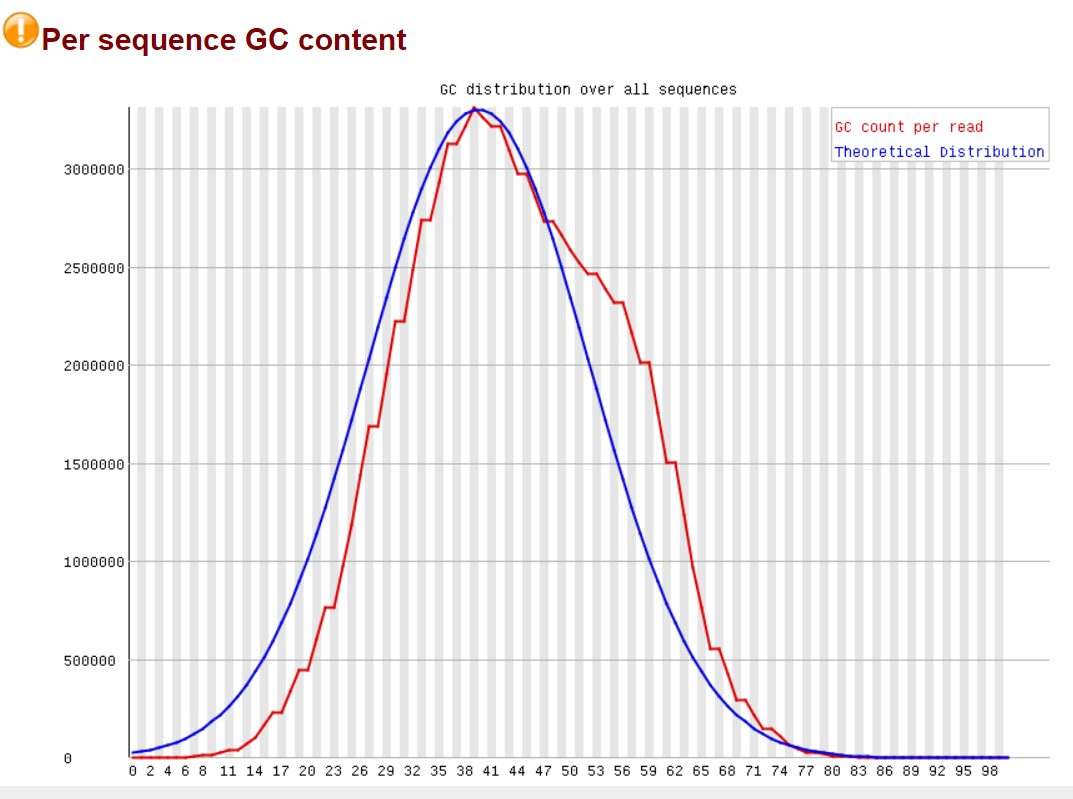 Per sequence GC content
GC distribution over all sequences
GC count per read
Theoretical Distribution
3000000
2500000
2000000
1500000
1000000
500000
0
0 2 4 6 8 11 14 17 20 23 26 29 32 35 38 41 44 47 50 53 56 59 62 65 68 71 74 77 80 83 86 89 92 95 98